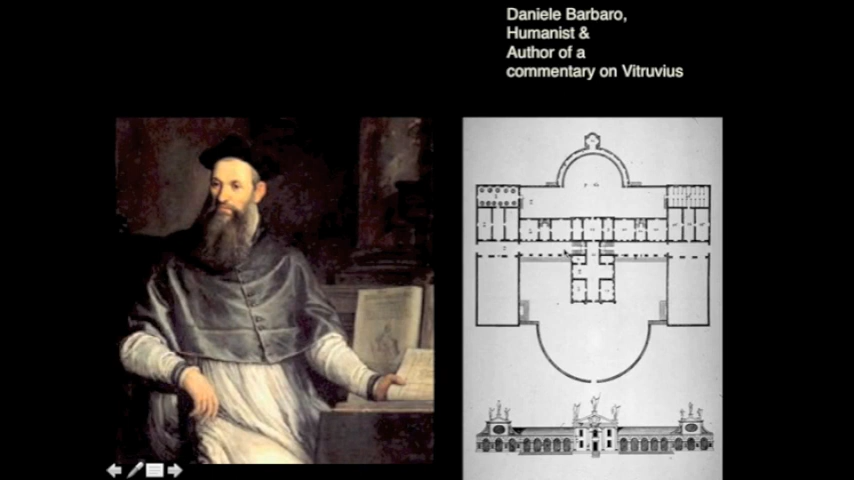 Daniele Barbaro,
Humanist &
Author of a
commentary on Vitruvius